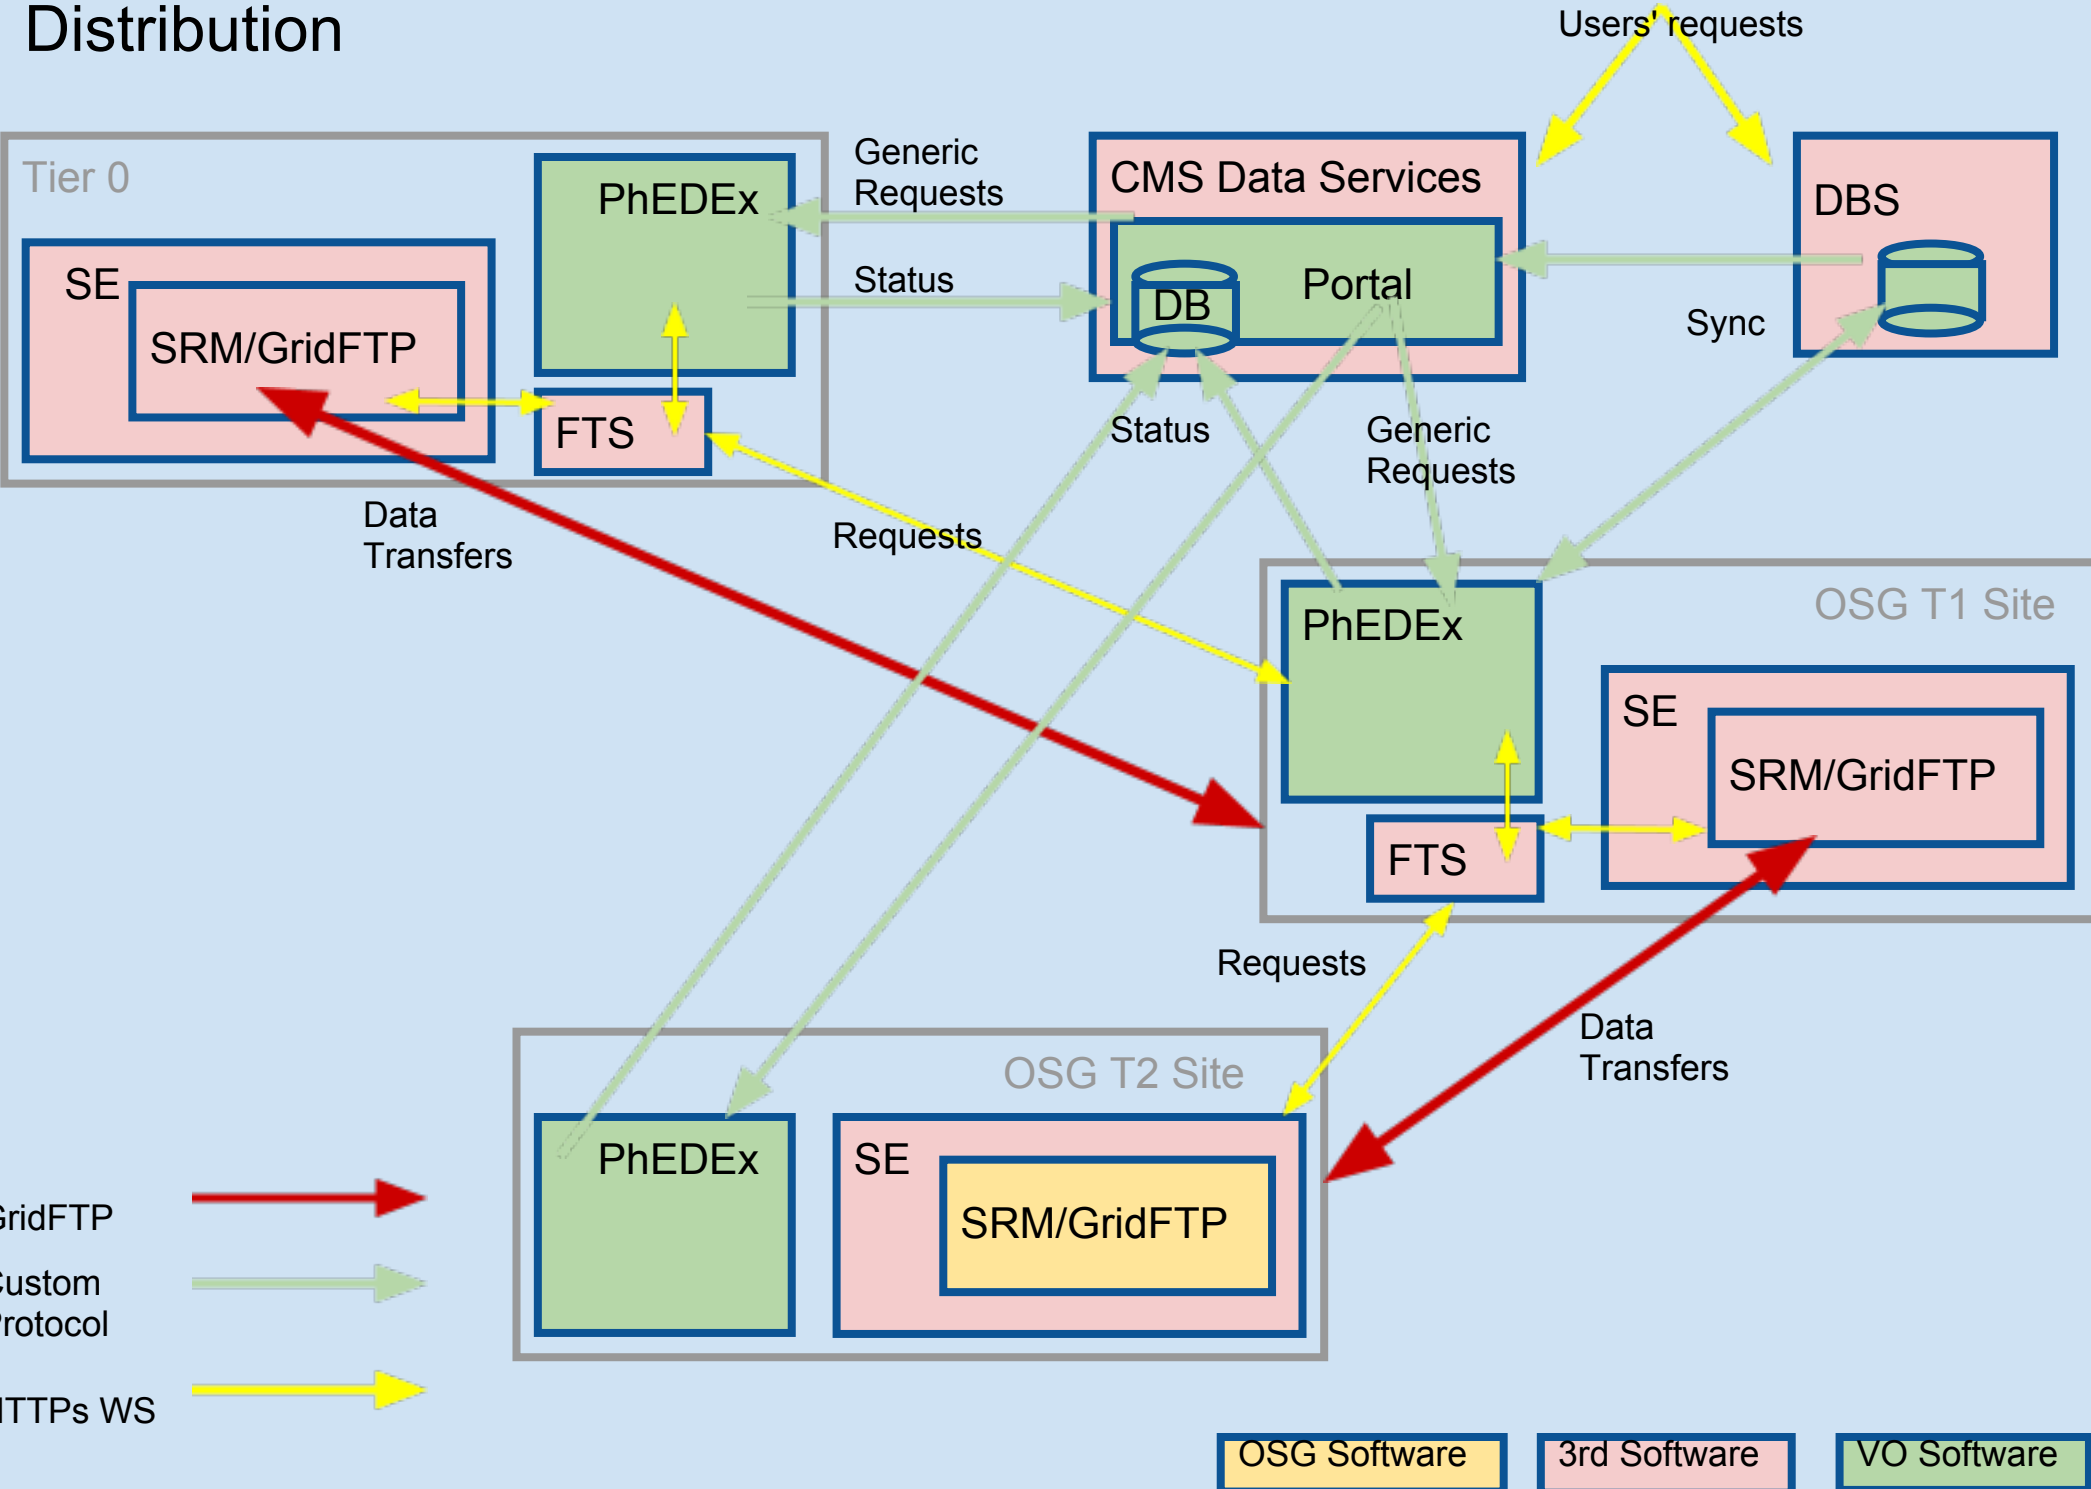 Distribution
Users' requests
Tier 0
PhEDEx
SE
SRM/GridFTP
FTS
Generic
Requests
Status
CMS Data Services
DB
Portal
DBS
Sync
Status
Generic
Requests
Data
Transfers
Requests
OSG T1 Site
PhEDEx
SE
SRM/GridFTP
FTS
Requests
Data
Transfers
OSG T2 Site
PhEDEx
SE
SRM/GridFTP
GridFTP
Custom
Protocol
HTTPs WS
OSG Software
3rd Software
VO Software